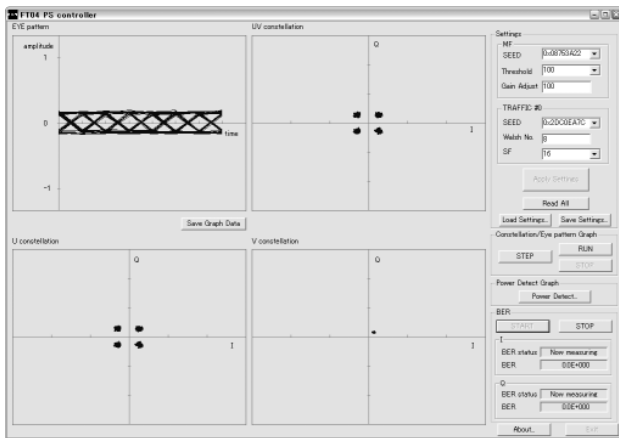 FT04 PS controller
EYE pattern
amplitude
1
0
time
-1
Save Graph Data
UV constellation
Q
I
U constellation
Q
I
V constellation
Q
I
Settings
MF
SEED 0x08763A22
Threshold 100
Gain Adjust 100
TRAFFIC #0
SEED 0x2DC0EA7C
Walsh No. 8
SF 16
Apply Settings
Read All
Load Settings.. Save Settings..
Constellation/Eye pattern Graph
STEP
RUN
STOP
Power Detect Graph
Power Detect..
BER
START STOP
I
BER status Now measuring
BER 0.0E+000
Q
BER status Now measuring
BER 0.0E+000
About.. Exit